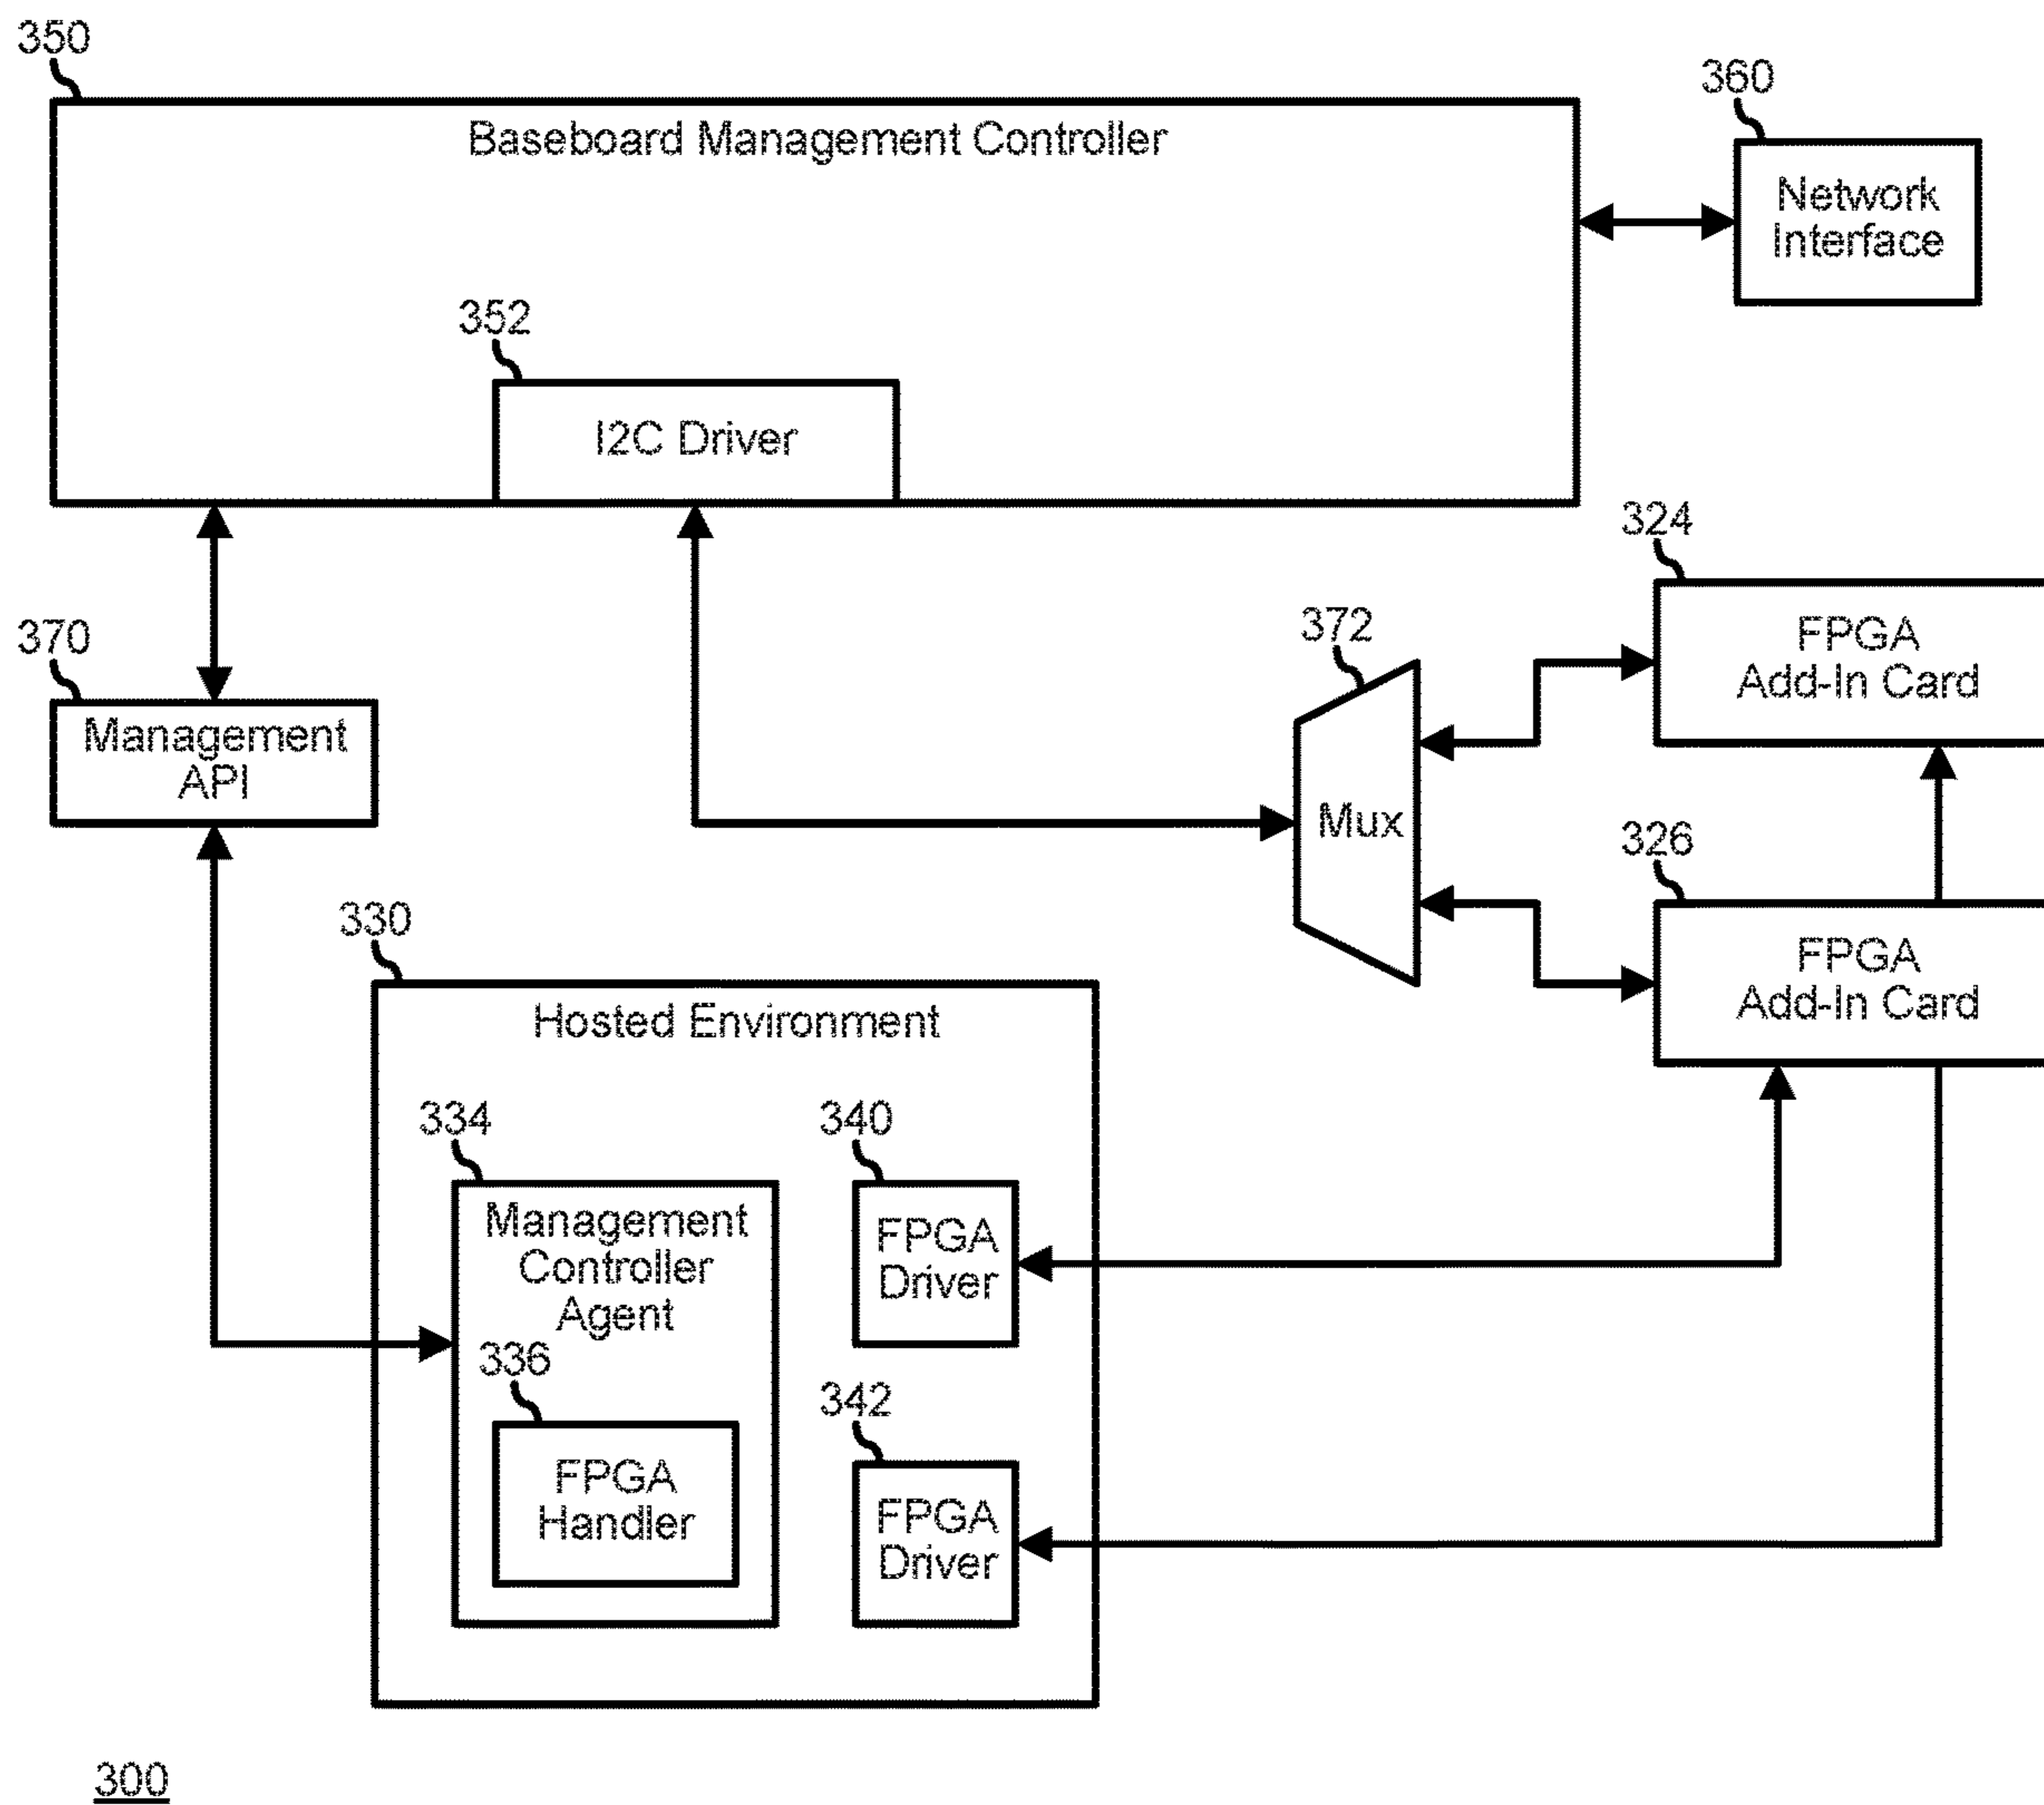 350
Baseboard Management Controller
360
Network
Interface
352
I2C Driver
324
FPGA
Add-In Card
370
Management
API
372
Mux
326
FPGA
Add-In Card
330
Hosted Environment
334
Management
Controller
Agent
336
FPGA
Handler
340
FPGA
Driver
342
FPGA
Driver
300